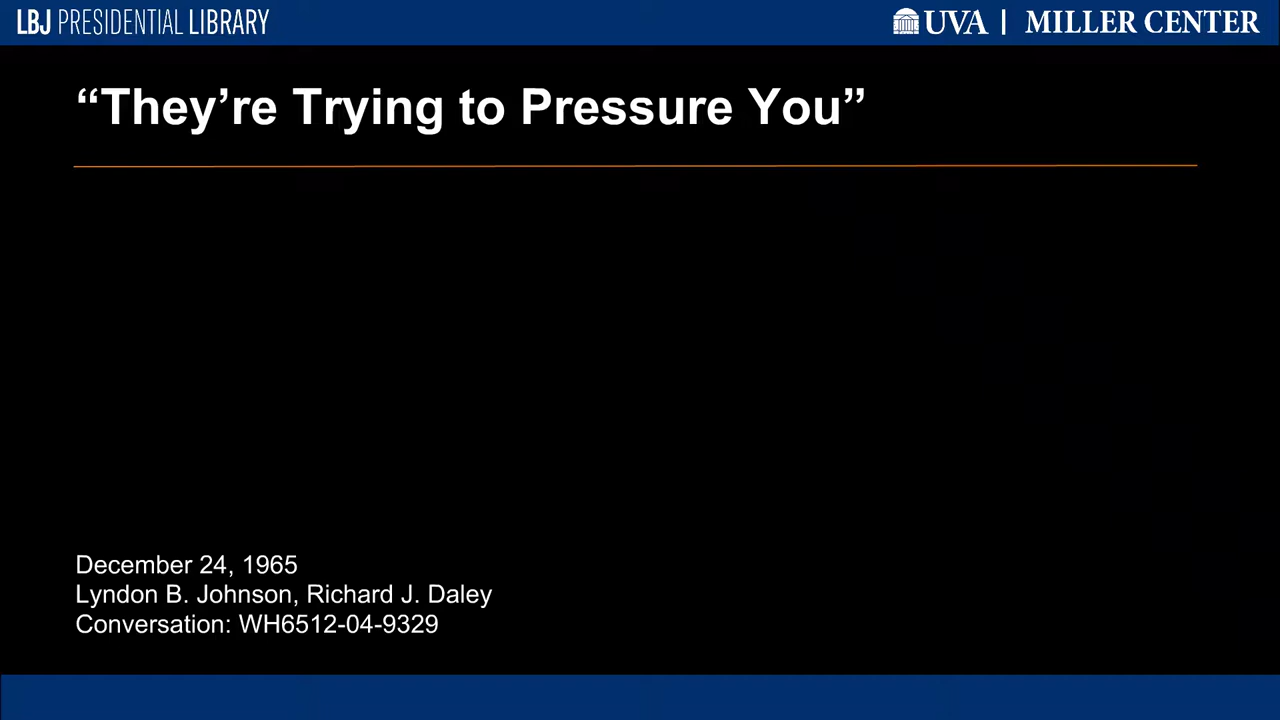 LBJ PRESIDENTIAL LIBRARY
UVA | MILLER CENTER
“They’re Trying to Pressure You”
December 24, 1965
Lyndon B. Johnson, Richard J. Daley
Conversation: WH6512-04-9329